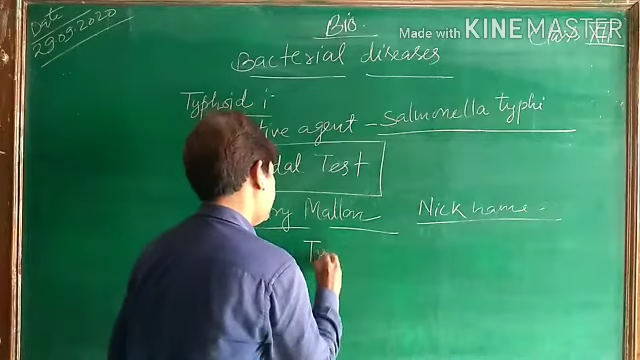 Date
29.09.2020
Bio.
Made with KINEMASTER
Class XII
Bacterial diseases
Typhoid :-
tive agent - Salmonella typhi
dal Test
ry Mallon Nick name -
Ty